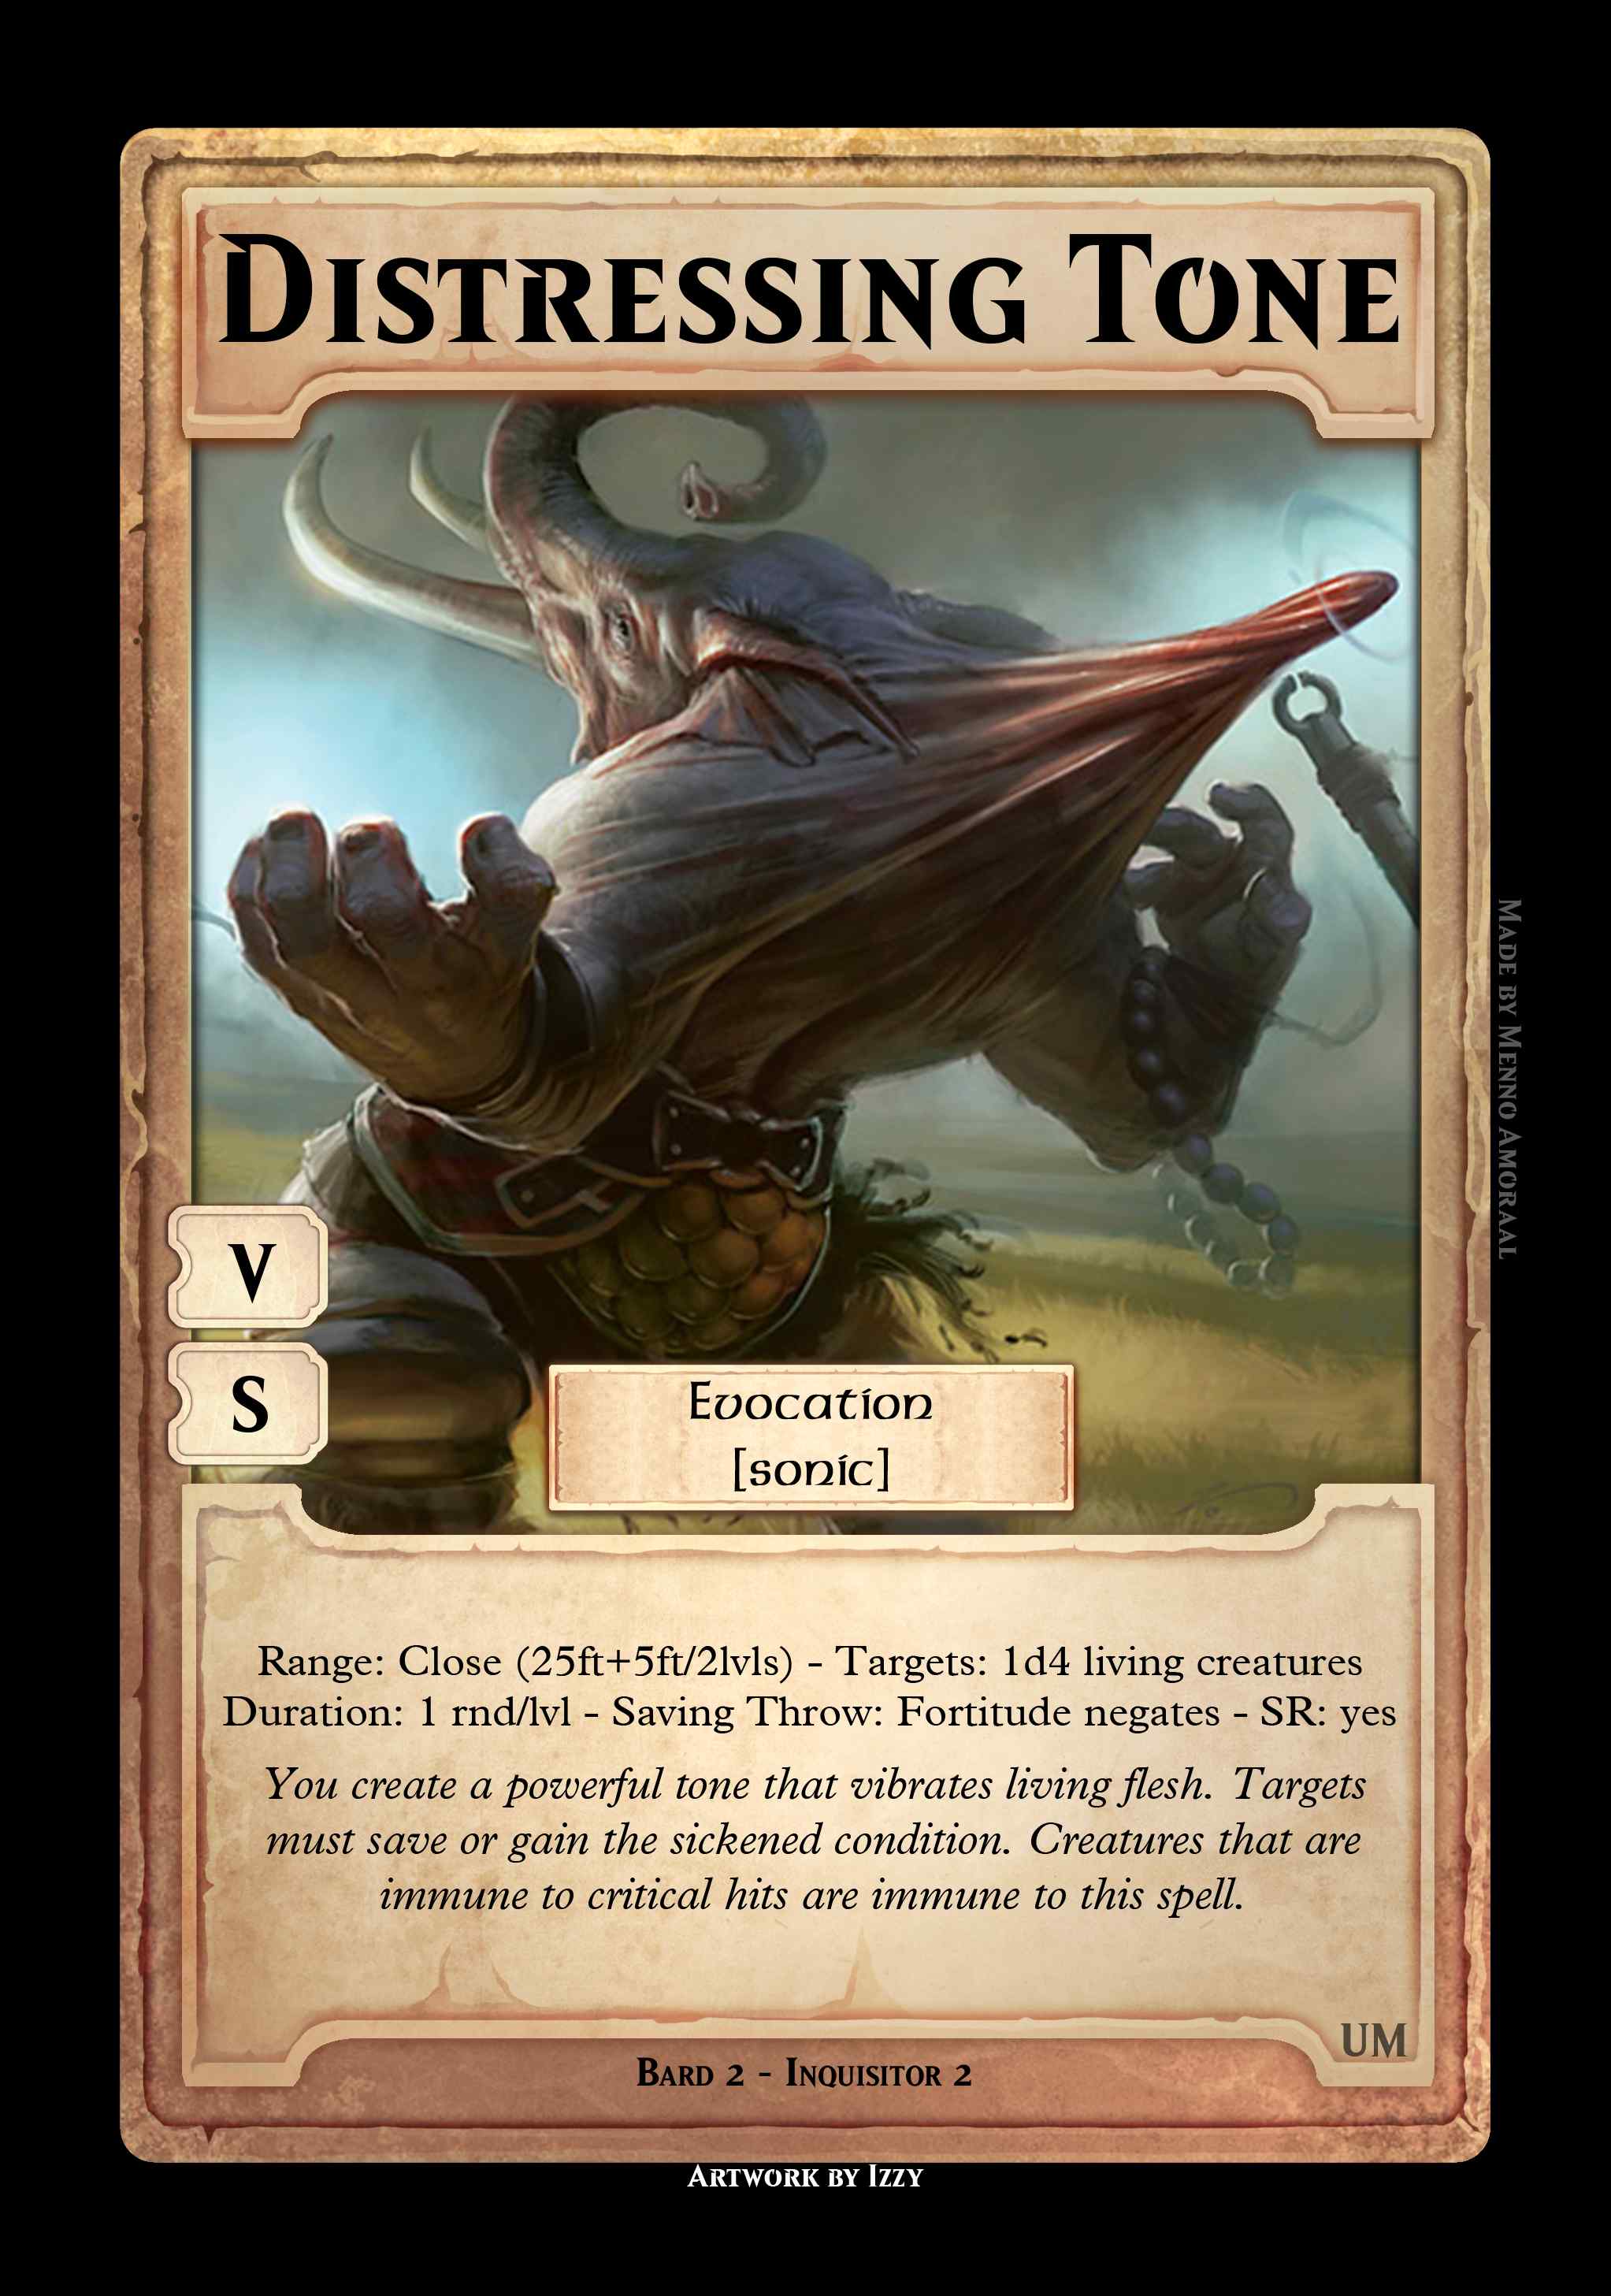 Distressing Tone
V
S
Evocation
[sonic]
Range: Close (25ft+5ft/2lvls) - Targets: 1d4 living creatures
Duration: 1 rnd/lvl - Saving Throw: Fortitude negates - SR: yes
You create a powerful tone that vibrates living flesh. Targets
must save or gain the sickened condition. Creatures that are
immune to critical hits are immune to this spell.
UM
Bard 2 - Inquisitor 2
Artwork by Izzy
Made by Menno Amoraal